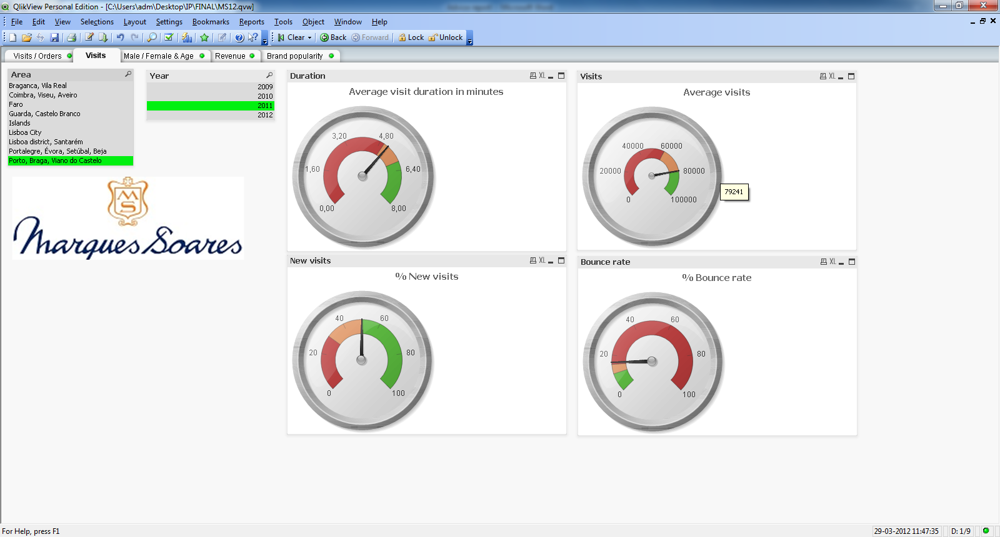 QlikView Personal Edition - [C:\Users\adm\Desktop\IP\FINAL\MS12.qvw]
File Edit View Selections Layout Settings Bookmarks Reports Tools Object Window Help
Clear Back Forward Lock Unlock
Visits / Orders Visits Male / Female & Age Revenue Brand popularity
Area
Braganca, Vila Real
Coimbra, Viseu, Aveiro
Faro
Guarda, Castelo Branco
Islands
Lisboa City
Lisboa district, Santarém
Portalegre, Évora, Setúbal, Beja
Porto, Braga, Viano do Castelo
Year
2009
2010
2011
2012
MS
Marques Soares
Duration
XL
Average visit duration in minutes
3,20 4,80
1,60 6,40
0,00 8,00
Visits
XL
Average visits
40000 60000
20000 80000
0 100000
79241
New visits
XL
% New visits
40 60
20 80
0 100
Bounce rate
XL
% Bounce rate
40 60
20 80
0 100
For Help, press F1
29-03-2012 11:47:35 D: 1/9